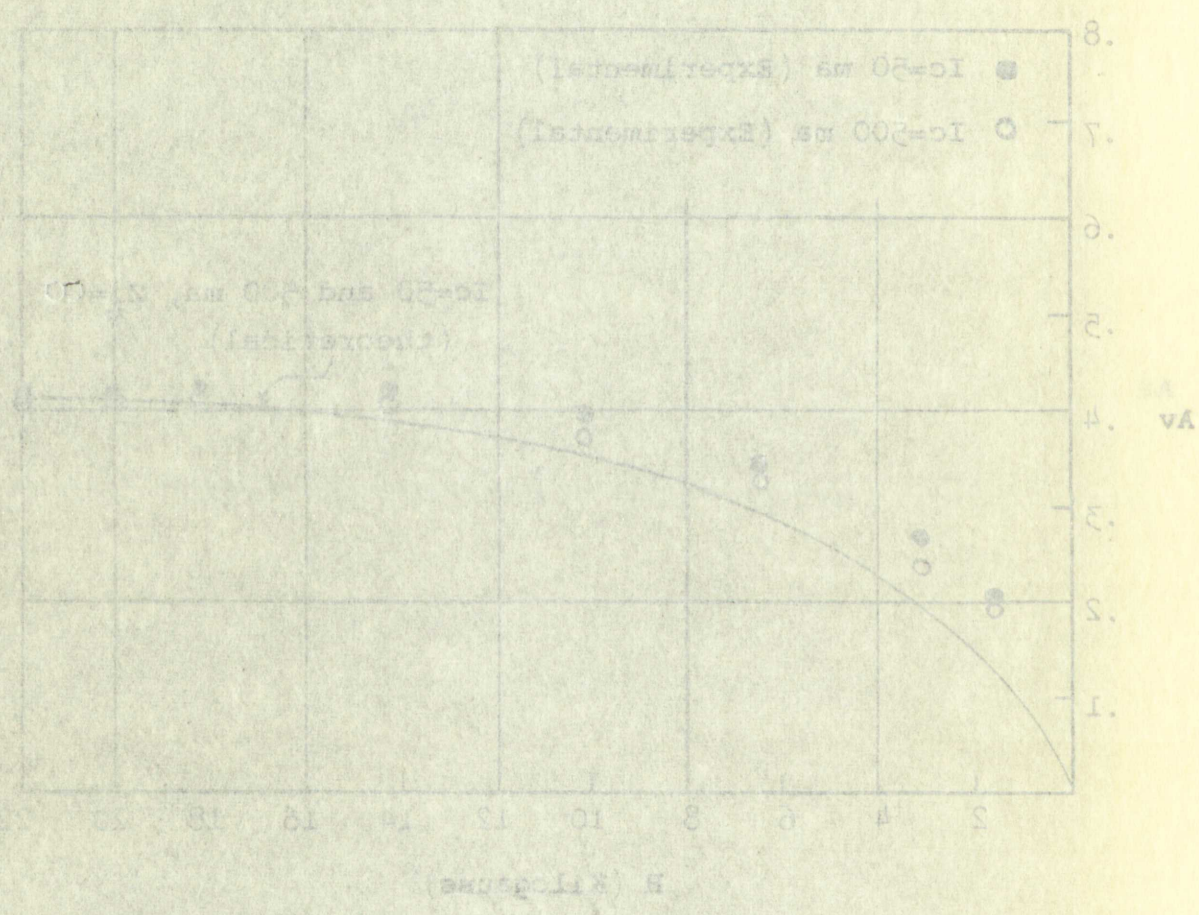 .8
Ic=50 ma (Experimental)
Ic=500 ma (Experimental)
.7
.6
Ic=50 and 500 ma,
(theoretical)
.5
.4
Av
.3
.2
.1
2 4 6 8 10 12 14 16 18 20
B (Kilogauss)